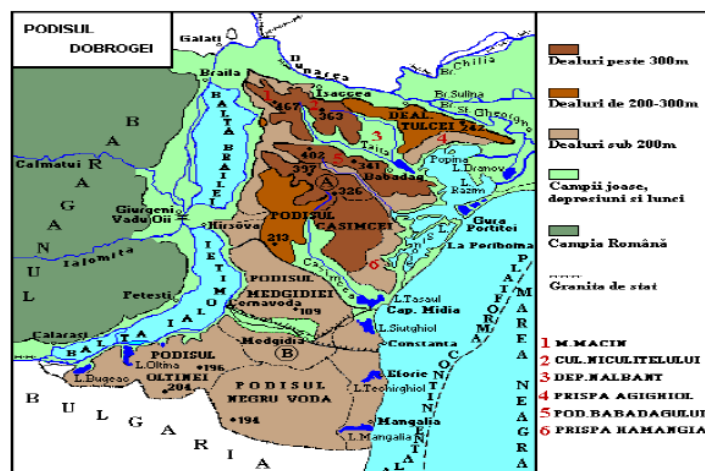 PODISUL
DOBROGEI
Galati
Braila
Dunarea
Isaccea
Br. Chilia
Br. Sulina
Br. St Gheorghe
BALTA BRAILEI
1
467
2
363
3
Taita
DEAL.
TULCEI
242
4
402
5
341
397
Babadag
A
326
Popina
L.Dranov
L.
Razim
BARAGANUL
Calmatui
Giurgeni
Vadu Oii
Hirsova
Ialomita
PODISUL
CASIMCEI
213
Casimcea
6
Gura
Portitei
La Periboina
PODISUL
MEDGIDIEI
Cernavoda
109
L.Tasaul
Cap. Midia
L.Siutghiol
Constanta
Fetesti
Calarasi
BALTA IALOMITEI
Medgidia
B
L.Oltina
PODISUL
OLTINEI
196
204
L.Bugeac
PODISUL
NEGRU VODA
194
Eforie
L.Techirghiol
Mangalia
L.Mangalia
BULGARIA
PLATFORMA
CONTINENTALA
MAREA NEAGRA
Dealuri peste 300m
Dealuri de 200-300m
Dealuri sub 200m
Campii joase,
depresiuni si lunci
Campia Română
Granita de stat
1 M.MACIN
2 CUL.NICULITELULUI
3 DEP.NALBANT
4 PRISPA AGIGHIOL
5 POD.BABADAGULUI
6 PRISPA HAMANGIA